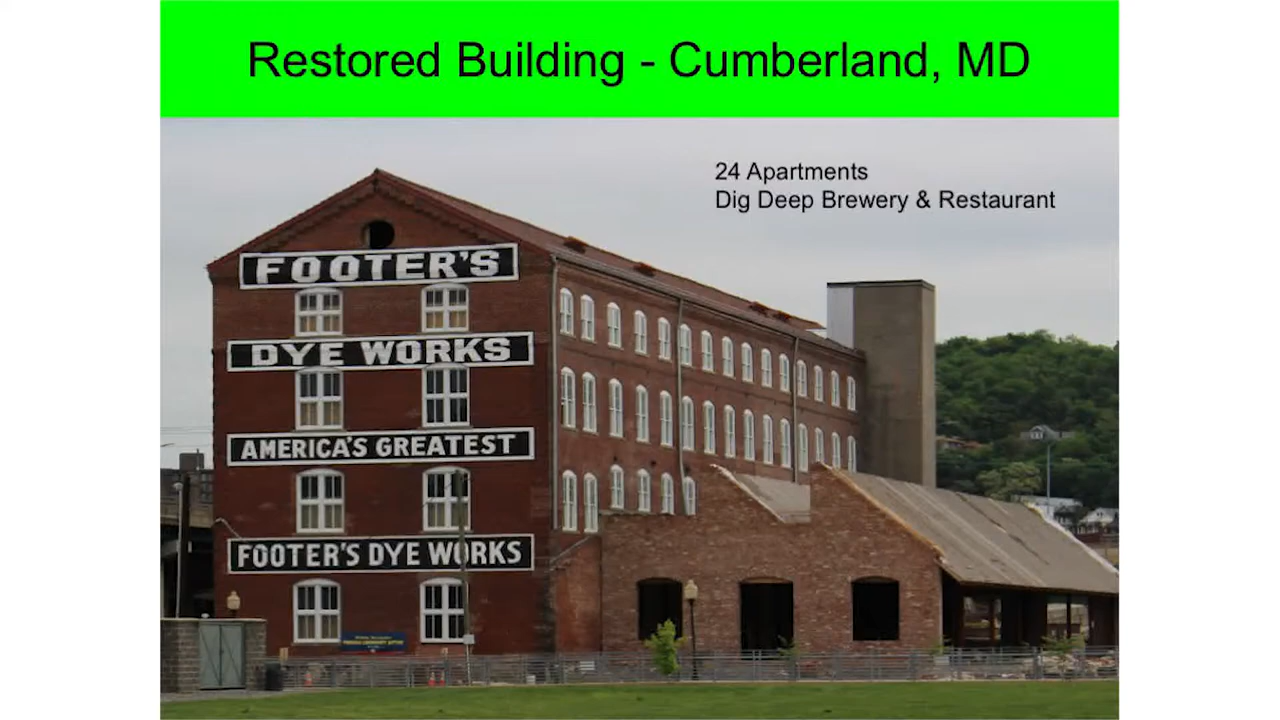 Restored Building - Cumberland, MD
24 Apartments
Dig Deep Brewery & Restaurant
FOOTER'S
DYE WORKS
AMERICA'S GREATEST
FOOTER'S DYE WORKS